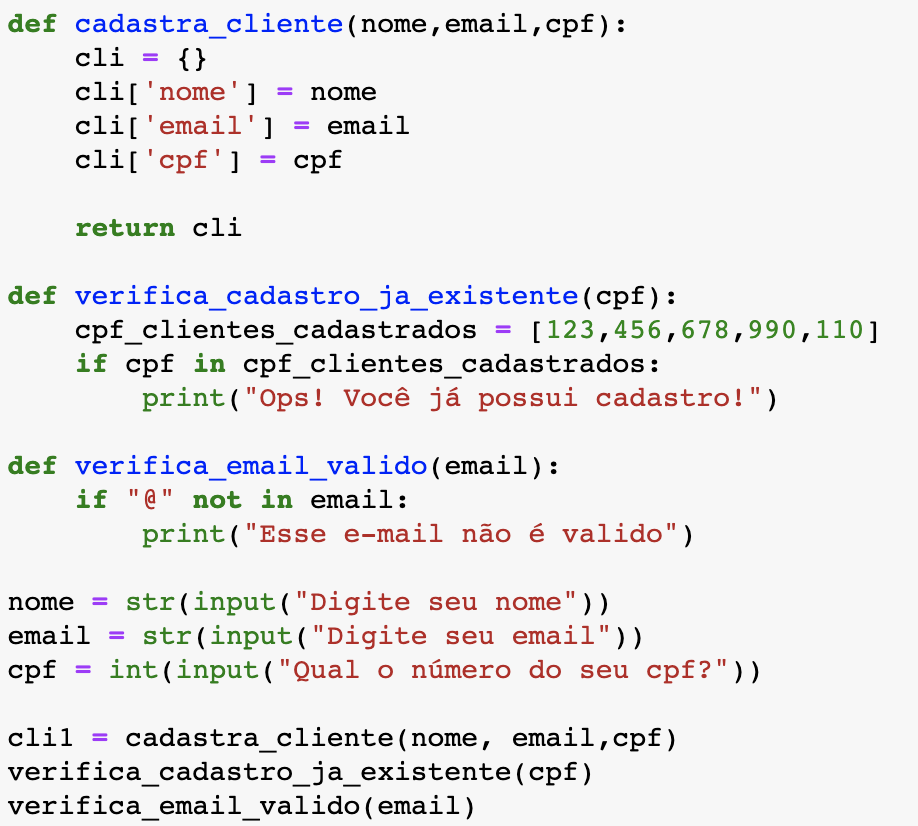 def cadastra_cliente(nome,email,cpf):
    cli = {}
    cli['nome'] = nome
    cli['email'] = email
    cli['cpf'] = cpf

    return cli

def verifica_cadastro_ja_existente(cpf):
    cpf_clientes_cadastrados = [123,456,678,990,110]
    if cpf in cpf_clientes_cadastrados:
        print("Ops! Você já possui cadastro!")

def verifica_email_valido(email):
    if "@" not in email:
        print("Esse e-mail não é valido")

nome = str(input("Digite seu nome"))
email = str(input("Digite seu email"))
cpf = int(input("Qual o número do seu cpf?"))

cli1 = cadastra_cliente(nome, email,cpf)
verifica_cadastro_ja_existente(cpf)
verifica_email_valido(email)